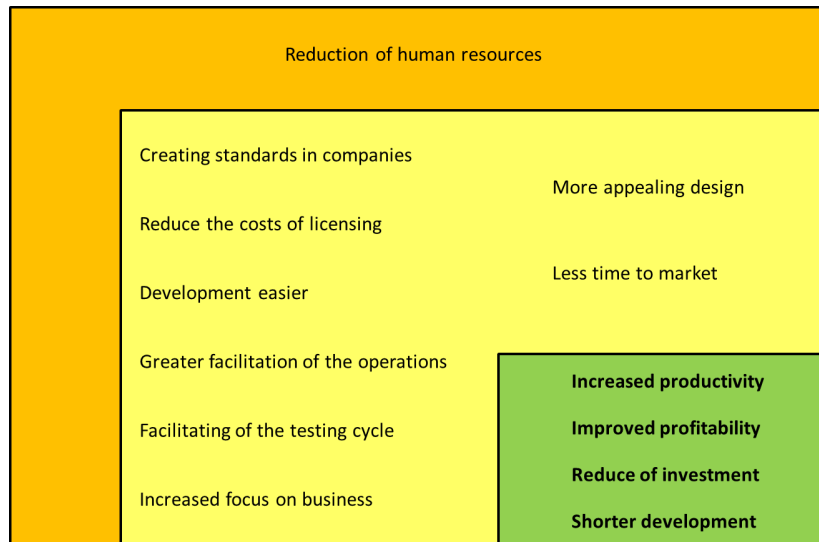 Reduction of human resources
Creating standards in companies
Reduce the costs of licensing
Development easier
Greater facilitation of the operations
Facilitating of the testing cycle
Increased focus on business
More appealing design
Less time to market
Increased productivity
Improved profitability
Reduce of investment
Shorter development